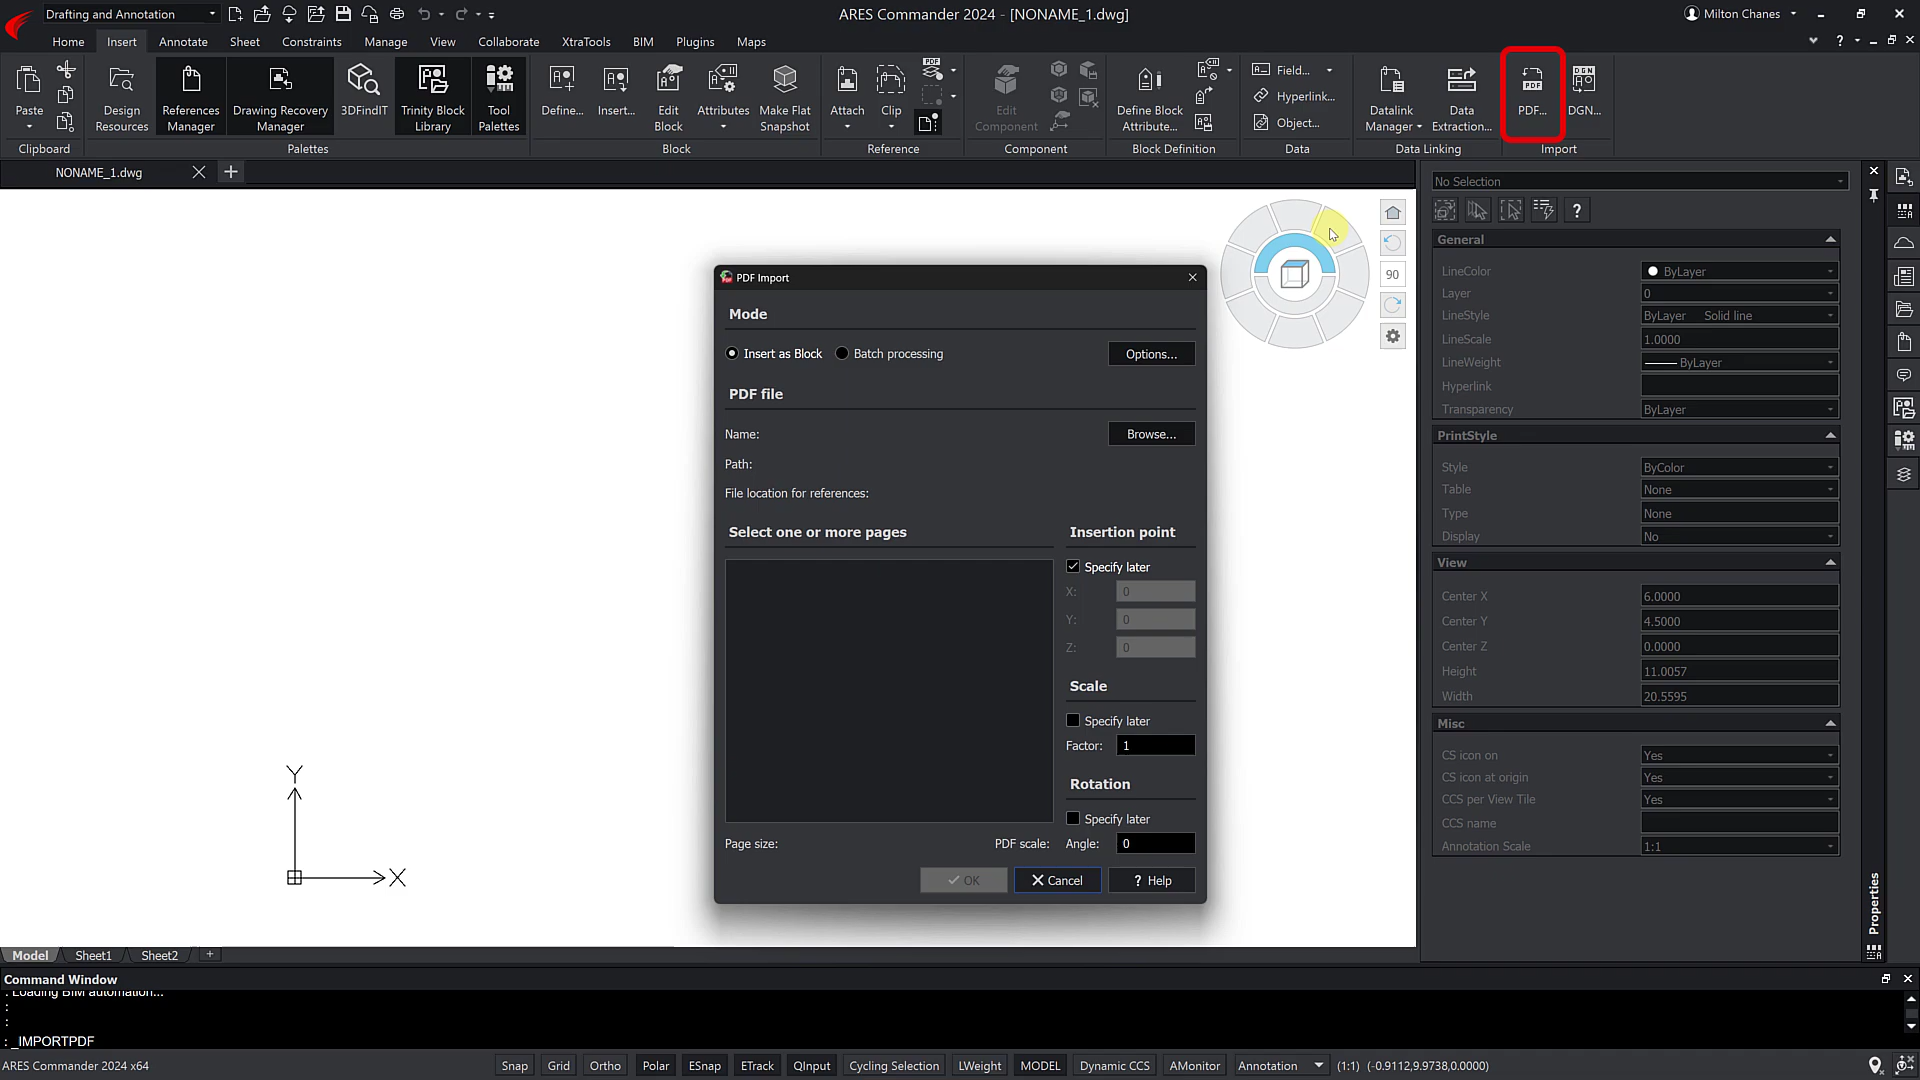 Drafting and Annotation
ARES Commander 2024 - [NONAME_1.dwg]
Milton Chanes
Home Insert Annotate Sheet Constraints Manage View Collaborate XtraTools BIM Plugins Maps
Paste
Design Resources
References Manager
Drawing Recovery Manager
3DFindIT
Trinity Block Library
Tool Palettes
Define...
Insert...
Edit Block
Attributes
Make Flat Snapshot
Attach
Clip
PDF
Edit Component
Define Block Attribute...
Field...
Hyperlink...
Object...
Datalink Manager
Data Extraction...
PDF
PDF...
DGN
DGN...
Clipboard Palettes Block Reference Component Block Definition Data Data Linking Import
NONAME_1.dwg
No Selection
90
PDF Import
Mode
Insert as Block Batch processing Options...
PDF file
Name: Browse...
Path:
File location for references:
Select one or more pages
Insertion point
Specify later
X: 0
Y: 0
Z: 0
Scale
Specify later
Factor: 1
Rotation
Specify later
Page size: PDF scale: Angle: 0
OK Cancel ? Help
Y
X
General
LineColor ByLayer
Layer 0
LineStyle ByLayer Solid line
LineScale 1.0000
LineWeight ByLayer
Hyperlink
Transparency ByLayer
PrintStyle
Style ByColor
Table None
Type None
Display No
View
Center X 6.0000
Center Y 4.5000
Center Z 0.0000
Height 11.0057
Width 20.5595
Misc
CS icon on Yes
CS icon at origin Yes
CCS per View Tile Yes
CCS name
Annotation Scale 1:1
Properties
Model Sheet1 Sheet2 +
Command Window
: Loading BIM automation...
:
:
: _IMPORTPDF
ARES Commander 2024 x64
Snap Grid Ortho Polar ESnap ETrack QInput Cycling Selection LWeight MODEL Dynamic CCS AMonitor Annotation (1:1) (-0.9112,9.9738,0.0000)